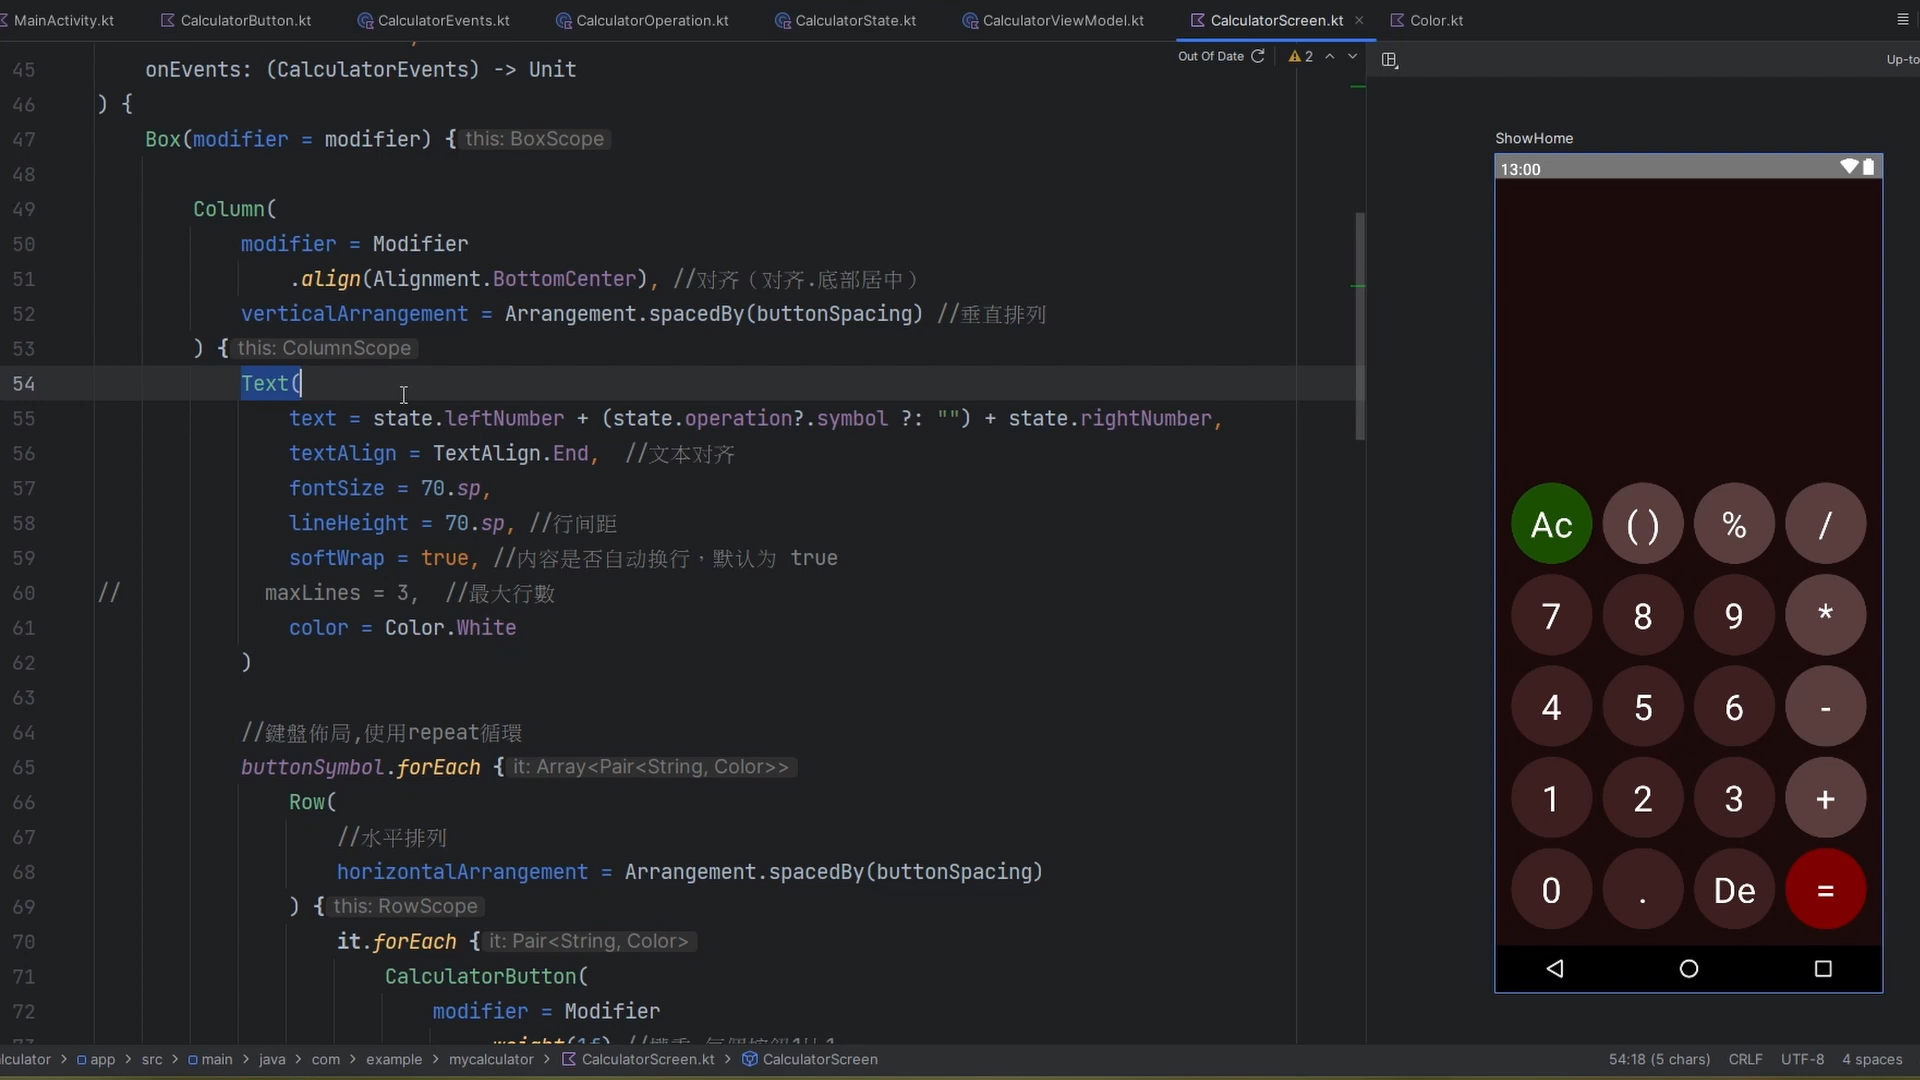 MainActivity.kt CalculatorButton.kt CalculatorEvents.kt CalculatorOperation.kt CalculatorState.kt CalculatorViewModel.kt CalculatorScreen.kt × Color.kt
Out Of Date 2
45 onEvents: (CalculatorEvents) -> Unit
46 ) {
47 Box(modifier = modifier) { this: BoxScope
48
49 Column(
50 modifier = Modifier
51 .align(Alignment.BottomCenter), //对齐（对齐.底部居中）
52 verticalArrangement = Arrangement.spacedBy(buttonSpacing) //垂直排列
53 ) { this: ColumnScope
54 Text(
55 text = state.leftNumber + (state.operation?.symbol ?: "") + state.rightNumber,
56 textAlign = TextAlign.End, //文本对齐
57 fontSize = 70.sp,
58 lineHeight = 70.sp, //行间距
59 softWrap = true, //内容是否自动换行，默认为 true
60 // maxLines = 3, //最大行數
61 color = Color.White
62 )
63
64 //鍵盤佈局,使用repeat循環
65 buttonSymbol.forEach { it: Array<Pair<String, Color>>
66 Row(
67 //水平排列
68 horizontalArrangement = Arrangement.spacedBy(buttonSpacing)
69 ) { this: RowScope
70 it.forEach { it: Pair<String, Color>
71 CalculatorButton(
72 modifier = Modifier
Up-to
ShowHome
13:00
Ac ( ) % /
7 8 9 *
4 5 6 -
1 2 3 +
0 . De =
lculator > app > src > main > java > com > example > mycalculator > CalculatorScreen.kt > CalculatorScreen
54:18 (5 chars) CRLF UTF-8 4 spaces